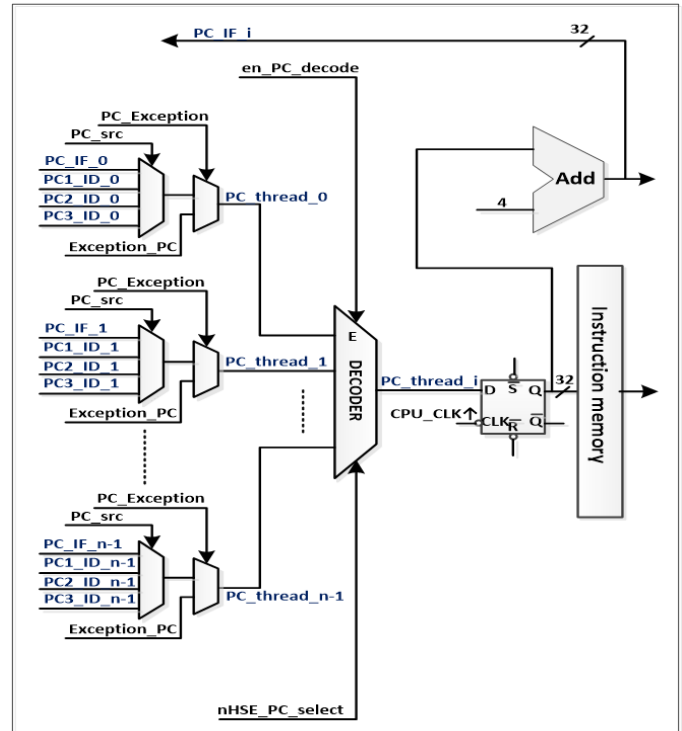 PC_IF_i
32
en_PC_decode
PC_Exception
PC_src
PC_IF_0
PC1_ID_0
PC2_ID_0
PC3_ID_0
Exception_PC
PC_thread_0
Add
4
PC_Exception
PC_src
PC_IF_1
PC1_ID_1
PC2_ID_1
PC3_ID_1
Exception_PC
PC_thread_1
E
DECODER
PC_thread_i
D S Q
32
CPU_CLK↑
CLK R Q
Instruction memory
PC_Exception
PC_src
PC_IF_n-1
PC1_ID_n-1
PC2_ID_n-1
PC3_ID_n-1
Exception_PC
PC_thread_n-1
nHSE_PC_select